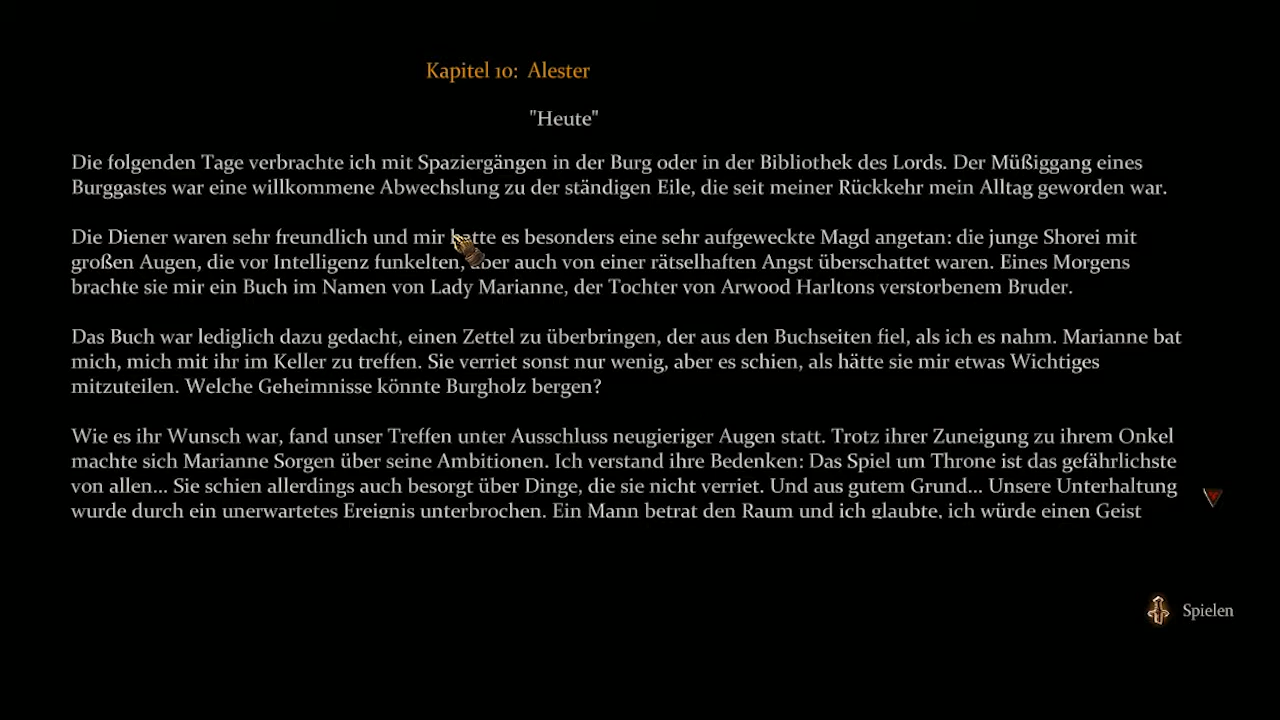 Kapitel 10: Alester
"Heute"
Die folgenden Tage verbrachte ich mit Spaziergängen in der Burg oder in der Bibliothek des Lords. Der Müßiggang eines
Burggastes war eine willkommene Abwechslung zu der ständigen Eile, die seit meiner Rückkehr mein Alltag geworden war.
Die Diener waren sehr freundlich und mir hatte es besonders eine sehr aufgeweckte Magd angetan: die junge Shorei mit
großen Augen, die vor Intelligenz funkelten, aber auch von einer rätselhaften Angst überschattet waren. Eines Morgens
brachte sie mir ein Buch im Namen von Lady Marianne, der Tochter von Arwood Harltons verstorbenem Bruder.
Das Buch war lediglich dazu gedacht, einen Zettel zu überbringen, der aus den Buchseiten fiel, als ich es nahm. Marianne bat
mich, mich mit ihr im Keller zu treffen. Sie verriet sonst nur wenig, aber es schien, als hätte sie mir etwas Wichtiges
mitzuteilen. Welche Geheimnisse könnte Burgholz bergen?
Wie es ihr Wunsch war, fand unser Treffen unter Ausschluss neugieriger Augen statt. Trotz ihrer Zuneigung zu ihrem Onkel
machte sich Marianne Sorgen über seine Ambitionen. Ich verstand ihre Bedenken: Das Spiel um Throne ist das gefährlichste
von allen... Sie schien allerdings auch besorgt über Dinge, die sie nicht verriet. Und aus gutem Grund... Unsere Unterhaltung
wurde durch ein unerwartetes Ereignis unterbrochen. Ein Mann betrat den Raum und ich glaubte, ich würde einen Geist
Spielen